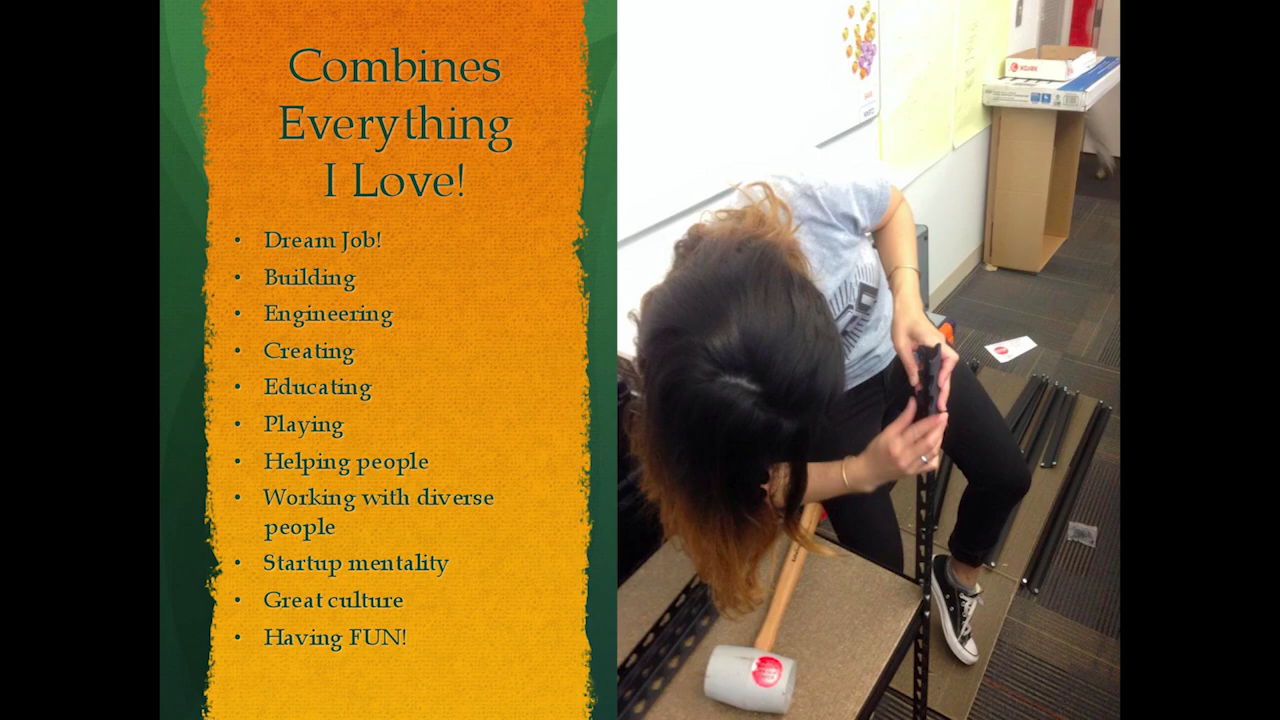 Combines
Everything
I Love!
• Dream Job!
• Building
• Engineering
• Creating
• Educating
• Playing
• Helping people
• Working with diverse
people
• Startup mentality
• Great culture
• Having FUN!